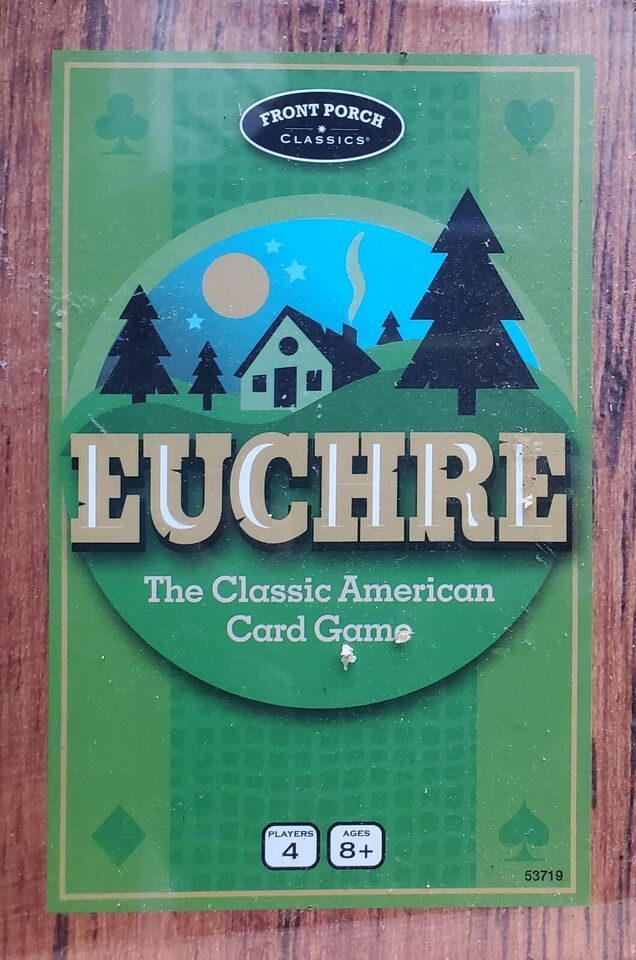 FRONT PORCH
CLASSICS®
EUCHRE
The Classic American
Card Game
PLAYERS
4
AGES
8+
53719